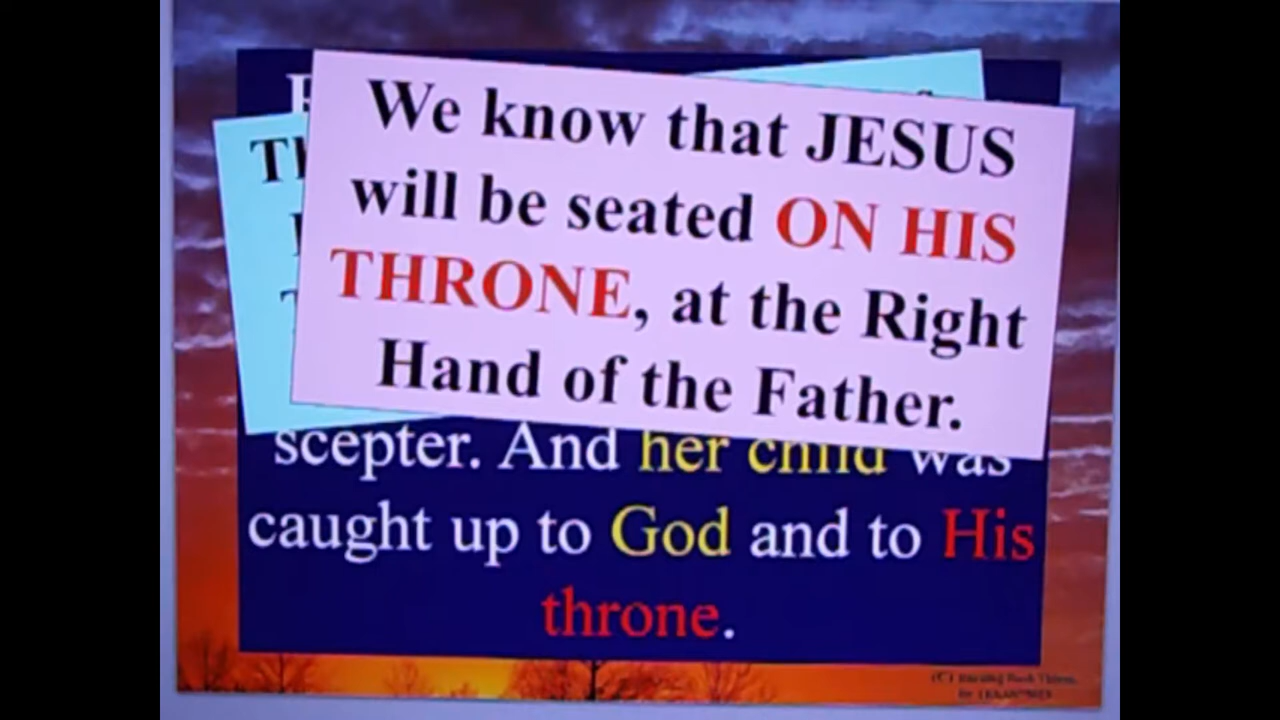 We know that JESUS
will be seated ON HIS
THRONE, at the Right
Hand of the Father.
scepter. And her child was
caught up to God and to His
throne.